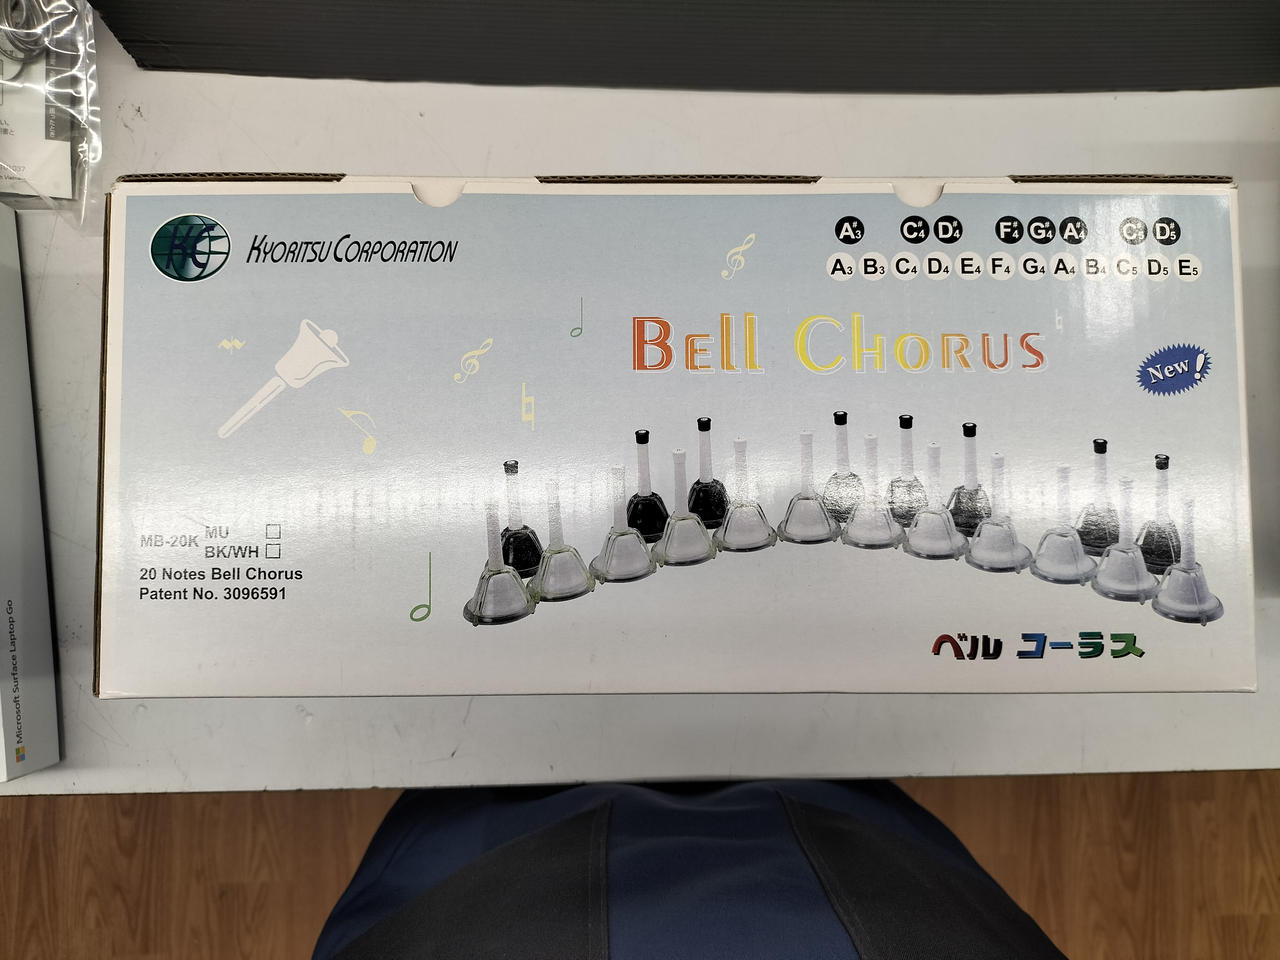 KC KYORITSU CORPORATION
A#3 C#4 D#4 F#4 G#4 A#4 C#5 D#5
A3 B3 C4 D4 E4 F4 G4 A4 B4 C5 D5 E5
BELL CHORUS
New!
MB-20K MU
BK/WH
20 Notes Bell Chorus
Patent No. 3096591
ベル コーラス
Microsoft Surface Laptop Go